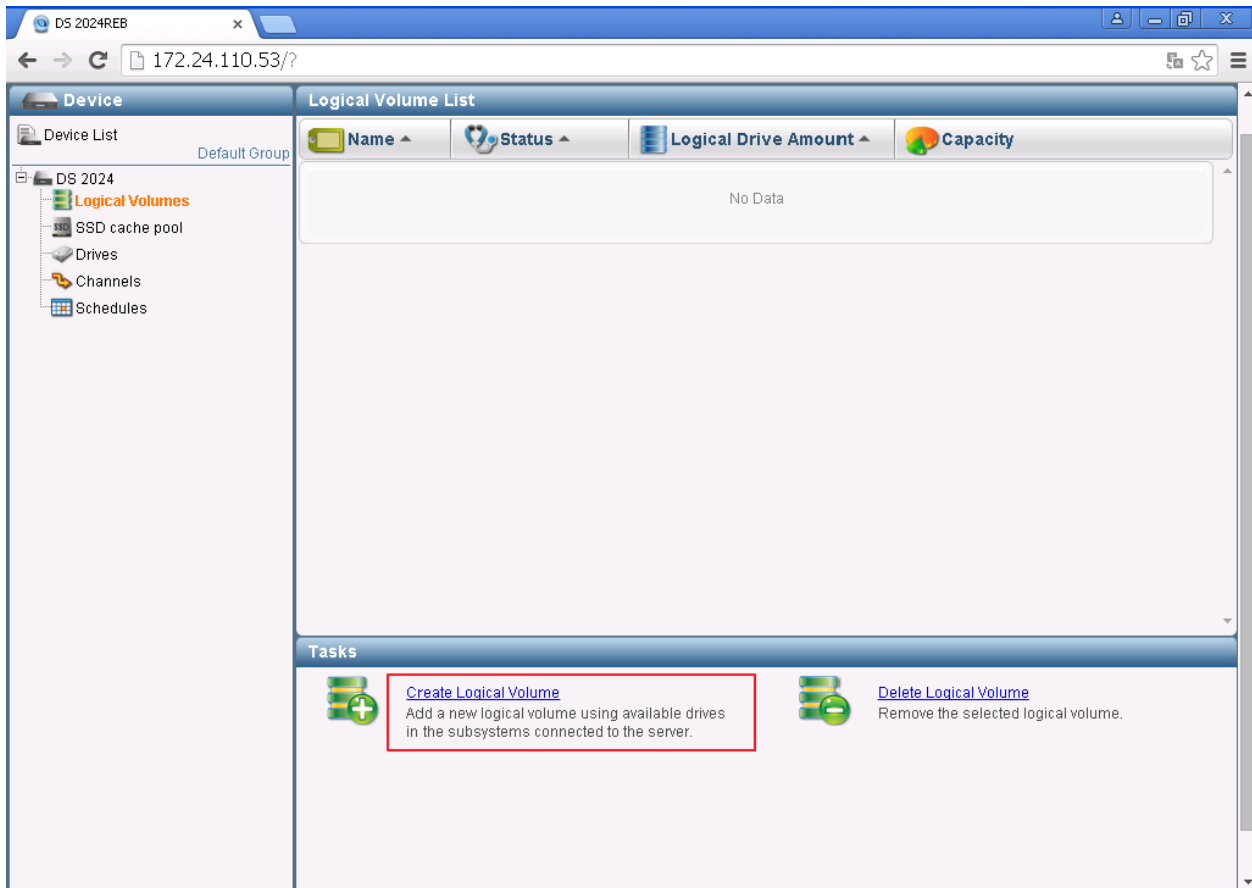 DS 2024REB
172.24.110.53/?
Device
Device List
Default Group
DS 2024
Logical Volumes
SSD cache pool
Drives
Channels
Schedules
Logical Volume List
Name
Status
Logical Drive Amount
Capacity
No Data
Tasks
Create Logical Volume
Add a new logical volume using available drives
in the subsystems connected to the server.
Delete Logical Volume
Remove the selected logical volume.